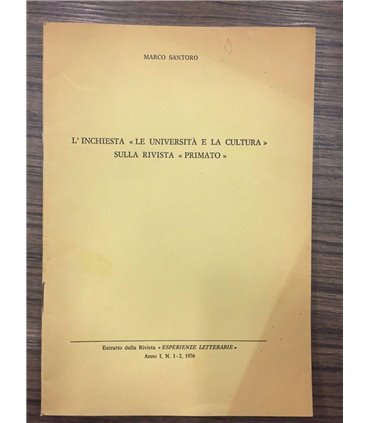 MARCO SANTORO
L'INCHIESTA « LE UNIVERSITÀ E LA CULTURA »
SULLA RIVISTA « PRIMATO »
Estratto dalla Rivista « ESPERIENZE LETTERARIE »
Anno I, N. 1-2, 1976